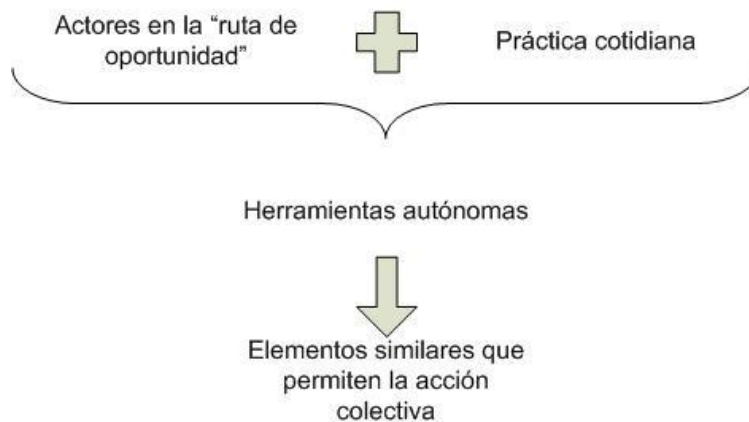 Actores en la “ruta de
oportunidad”
Práctica cotidiana
Herramientas autónomas
Elementos similares que
permiten la acción
colectiva